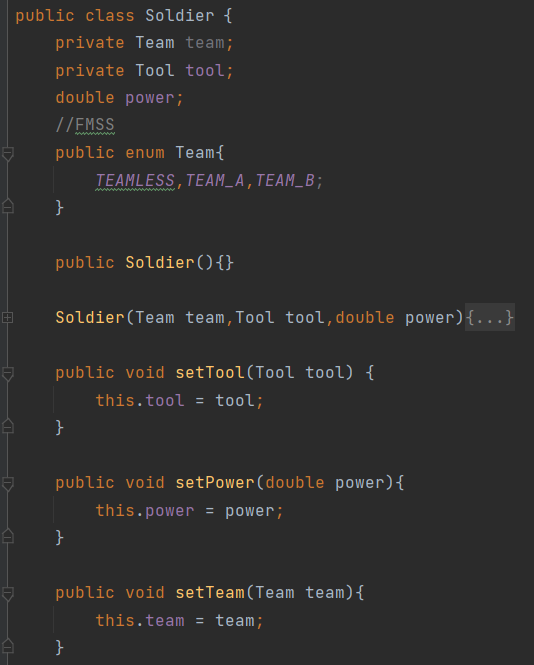 public class Soldier {
private Team team;
private Tool tool;
double power;
//FMSS
public enum Team{
TEAMLESS,TEAM_A,TEAM_B;
}
public Soldier(){}
Soldier(Team team,Tool tool,double power){...}
public void setTool(Tool tool) {
this.tool = tool;
}
public void setPower(double power){
this.power = power;
}
public void setTeam(Team team){
this.team = team;
}